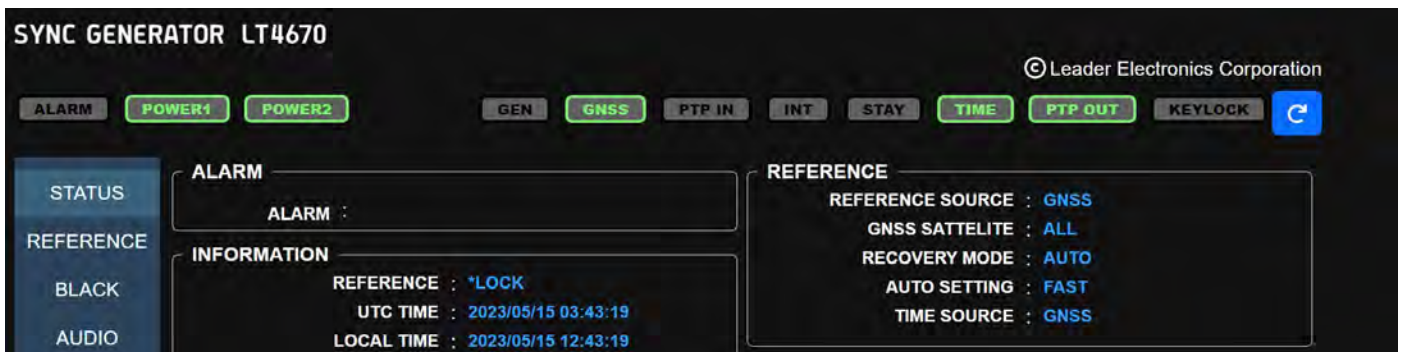 SYNC GENERATOR LT4670
© Leader Electronics Corporation
ALARM POWER1 POWER2 GEN GNSS PTP IN INT STAY TIME PTP OUT KEYLOCK
STATUS
REFERENCE
BLACK
AUDIO
ALARM
ALARM :
INFORMATION
REFERENCE : *LOCK
UTC TIME : 2023/05/15 03:43:19
LOCAL TIME : 2023/05/15 12:43:19
REFERENCE
REFERENCE SOURCE : GNSS
GNSS SATTELITE : ALL
RECOVERY MODE : AUTO
AUTO SETTING : FAST
TIME SOURCE : GNSS